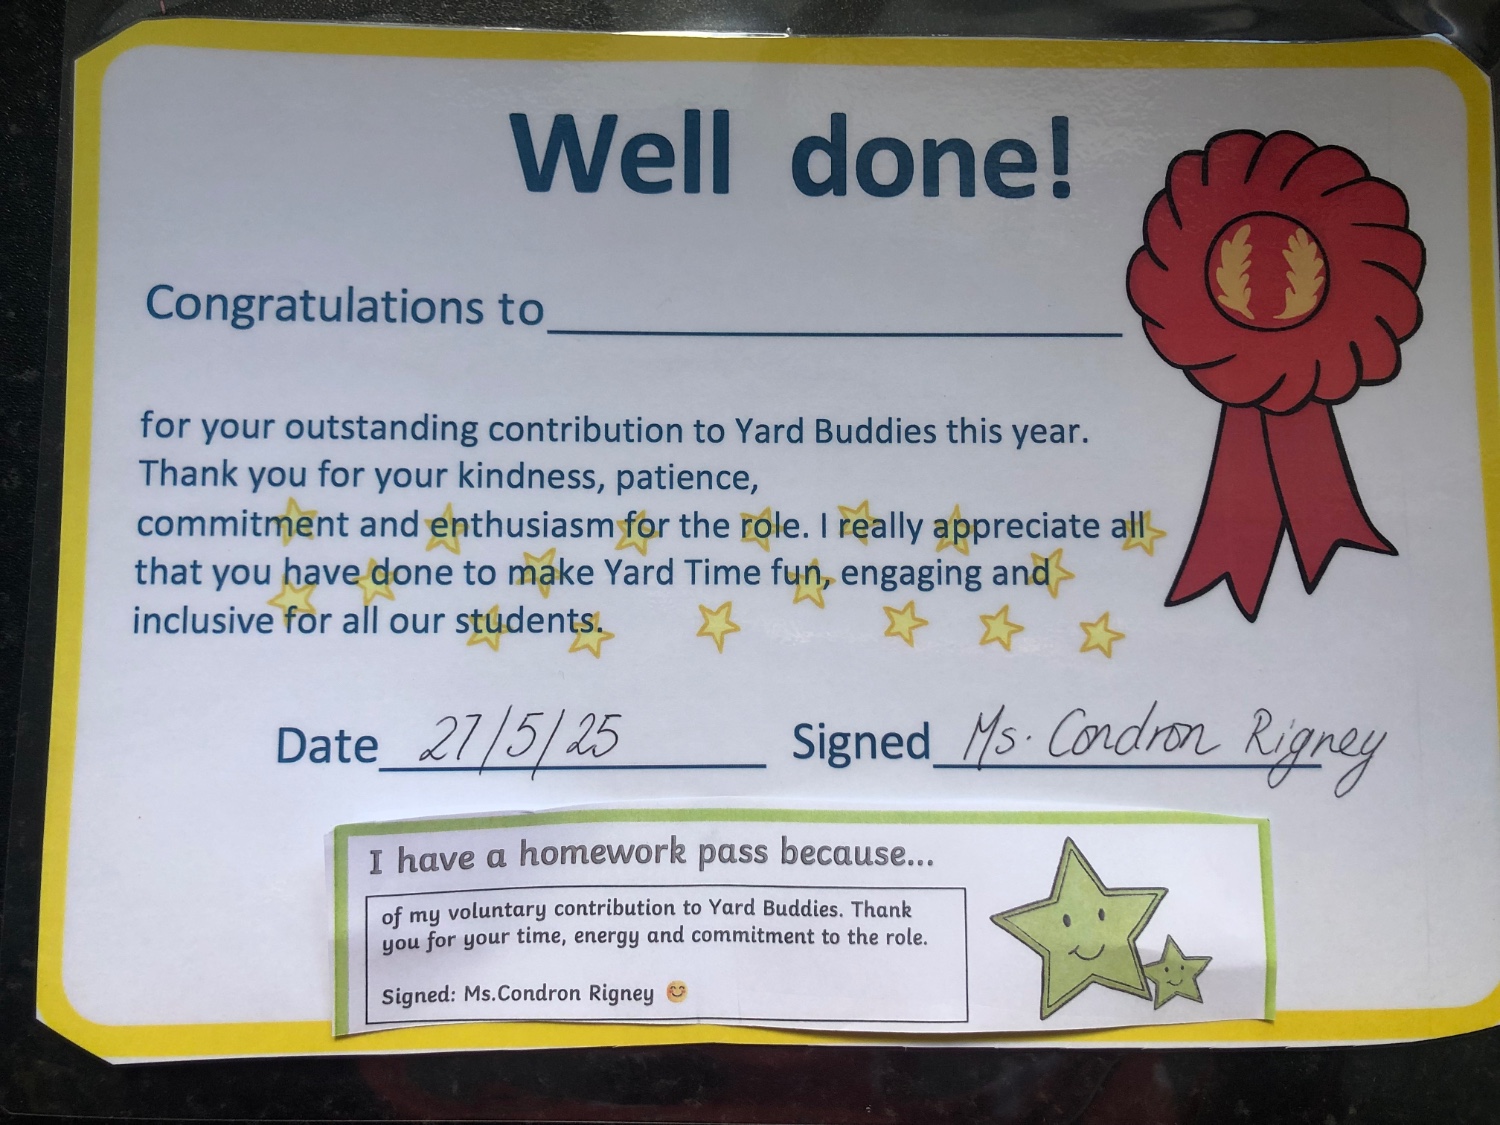 Well done!
Congratulations to
for your outstanding contribution to Yard Buddies this year.
Thank you for your kindness, patience,
commitment and enthusiasm for the role. I really appreciate all
that you have done to make Yard Time fun, engaging and
inclusive for all our students.
Date 27/5/25 Signed Ms. Condron Rigney
I have a homework pass because...
of my voluntary contribution to Yard Buddies. Thank
you for your time, energy and commitment to the role.
Signed: Ms.Condron Rigney 😊